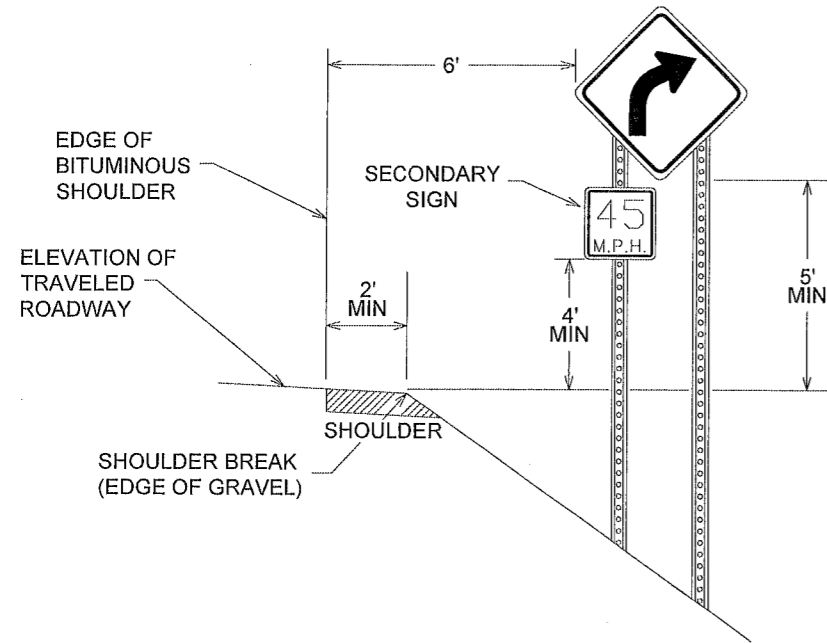 6'
EDGE OF
BITUMINOUS
SHOULDER
SECONDARY
SIGN
45
M.P.H.
ELEVATION OF
TRAVELED
ROADWAY
2'
MIN
4'
MIN
5'
MIN
SHOULDER
SHOULDER BREAK
(EDGE OF GRAVEL)